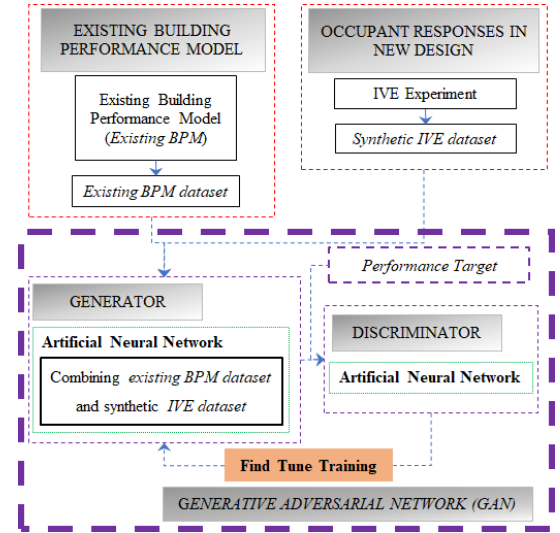 EXISTING BUILDING
PERFORMANCE MODEL
Existing Building
Performance Model
(Existing BPM)
Existing BPM dataset
OCCUPANT RESPONSES IN
NEW DESIGN
IVE Experiment
Synthetic IVE dataset
Performance Target
GENERATOR
Artificial Neural Network
Combining existing BPM dataset
and synthetic IVE dataset
DISCRIMINATOR
Artificial Neural Network
Find Tune Training
GENERATIVE ADVERSARIAL NETWORK (GAN)